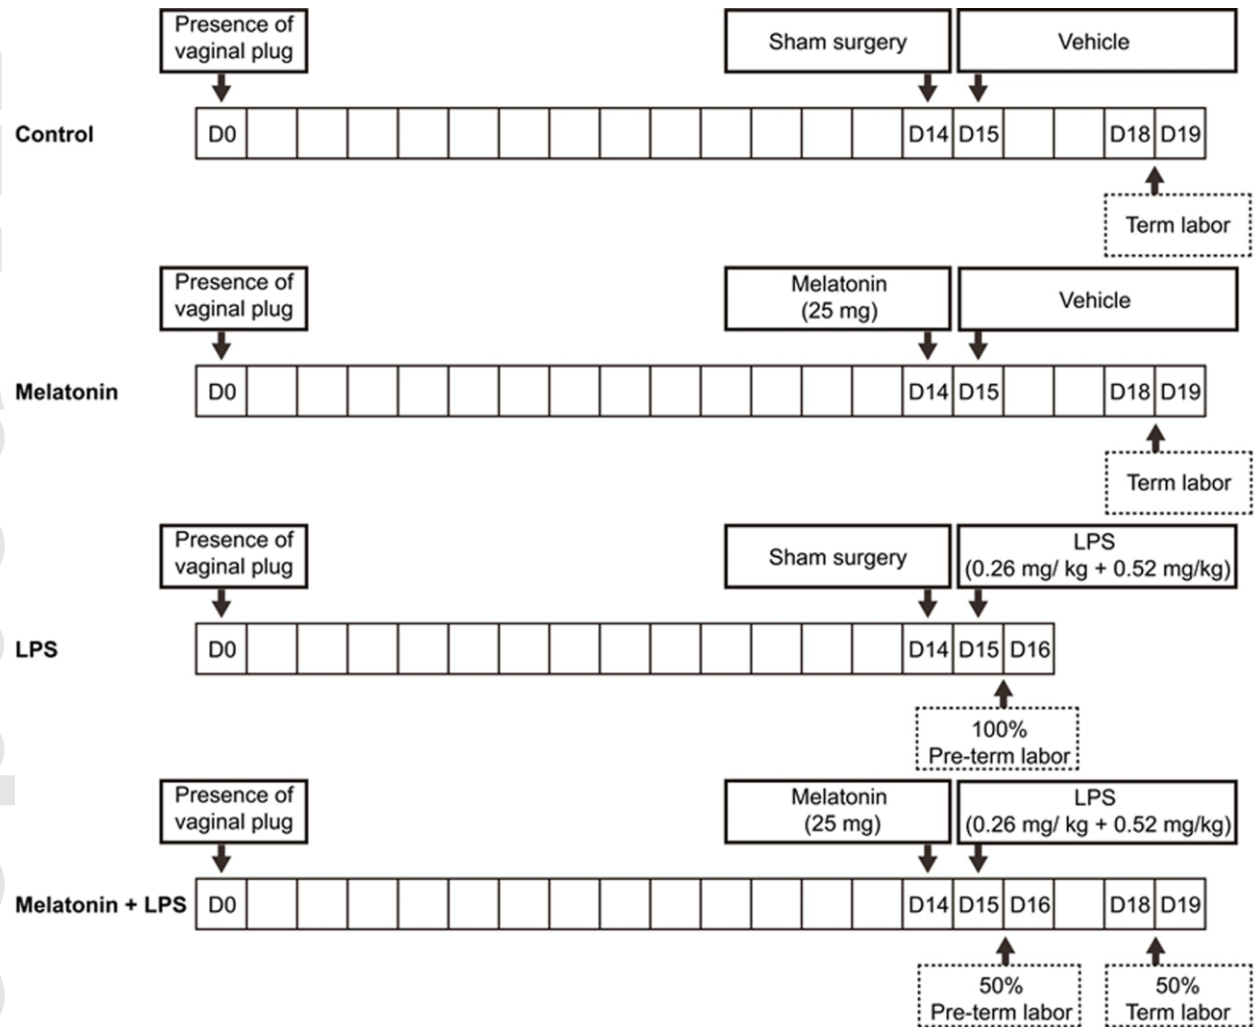 Presence of
vaginal plug
Sham surgery
Vehicle
Control
D0
D14
D15
D18
D19
Term labor
Presence of
vaginal plug
Melatonin
(25 mg)
Vehicle
Melatonin
D0
D14
D15
D18
D19
Term labor
Presence of
vaginal plug
Sham surgery
LPS
(0.26 mg/ kg + 0.52 mg/kg)
LPS
D0
D14
D15
D16
100%
Pre-term labor
Presence of
vaginal plug
Melatonin
(25 mg)
LPS
(0.26 mg/ kg + 0.52 mg/kg)
Melatonin + LPS
D0
D14
D15
D16
D18
D19
50%
Pre-term labor
50%
Term labor